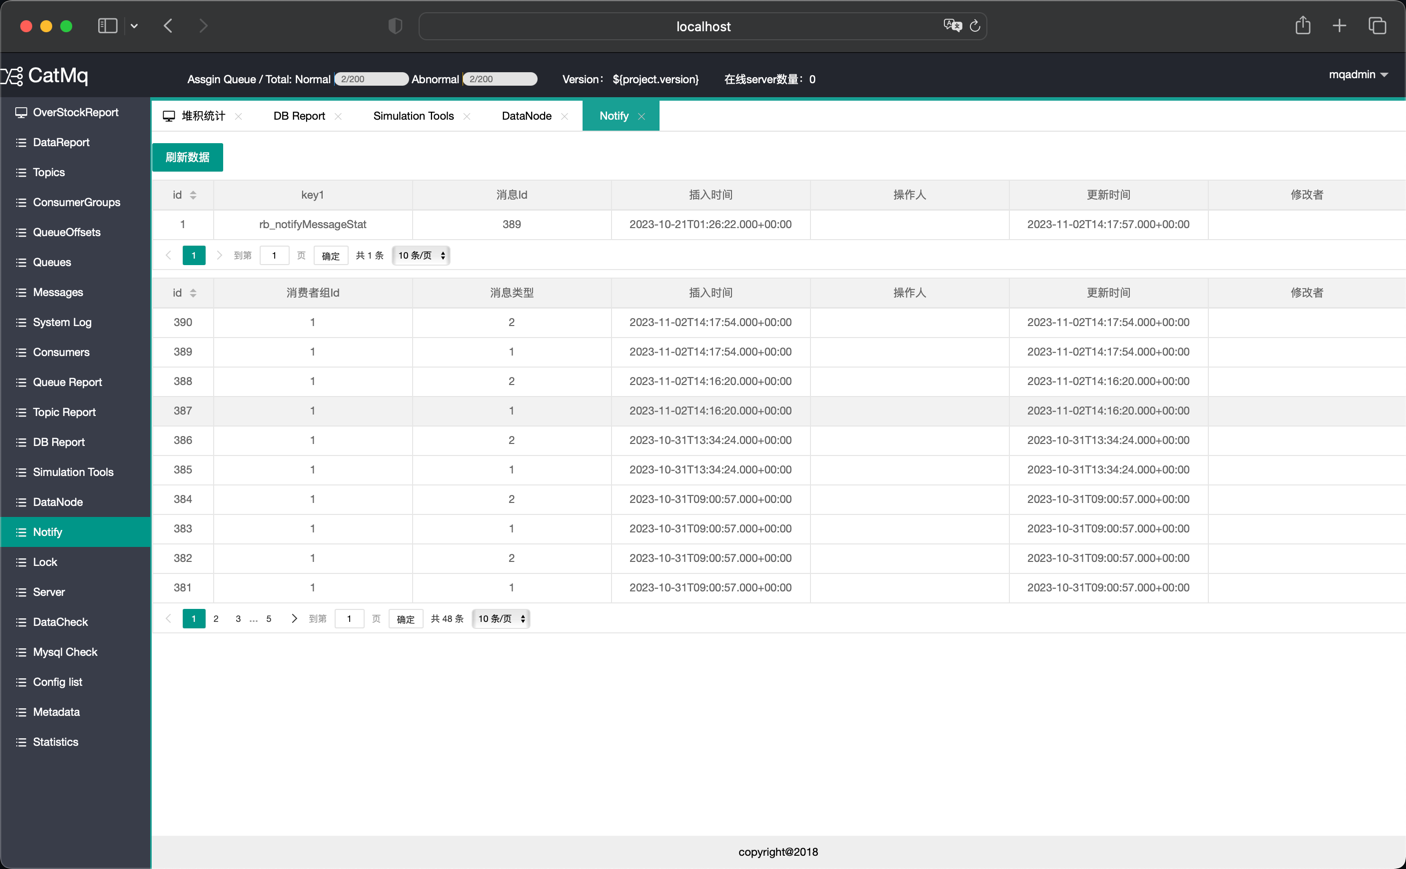 localhost
CatMq
Assgin Queue / Total: Normal 2/200 Abnormal 2/200 Version： ${project.version} 在线server数量：0
mqadmin
OverStockReport
DataReport
Topics
ConsumerGroups
QueueOffsets
Queues
Messages
System Log
Consumers
Queue Report
Topic Report
DB Report
Simulation Tools
DataNode
Notify
Lock
Server
DataCheck
Mysql Check
Config list
Metadata
Statistics
堆积统计 DB Report Simulation Tools DataNode Notify
刷新数据
id key1 消息Id 插入时间 操作人 更新时间 修改者
1 rb_notifyMessageStat 389 2023-10-21T01:26:22.000+00:00 2023-11-02T14:17:57.000+00:00
1 到第 1 页 确定 共 1 条 10 条/页
id 消费者组Id 消息类型 插入时间 操作人 更新时间 修改者
390 1 2 2023-11-02T14:17:54.000+00:00 2023-11-02T14:17:54.000+00:00
389 1 1 2023-11-02T14:17:54.000+00:00 2023-11-02T14:17:54.000+00:00
388 1 2 2023-11-02T14:16:20.000+00:00 2023-11-02T14:16:20.000+00:00
387 1 1 2023-11-02T14:16:20.000+00:00 2023-11-02T14:16:20.000+00:00
386 1 2 2023-10-31T13:34:24.000+00:00 2023-10-31T13:34:24.000+00:00
385 1 1 2023-10-31T13:34:24.000+00:00 2023-10-31T13:34:24.000+00:00
384 1 2 2023-10-31T09:00:57.000+00:00 2023-10-31T09:00:57.000+00:00
383 1 1 2023-10-31T09:00:57.000+00:00 2023-10-31T09:00:57.000+00:00
382 1 2 2023-10-31T09:00:57.000+00:00 2023-10-31T09:00:57.000+00:00
381 1 1 2023-10-31T09:00:57.000+00:00 2023-10-31T09:00:57.000+00:00
1 2 3 … 5 到第 1 页 确定 共 48 条 10 条/页
copyright@2018